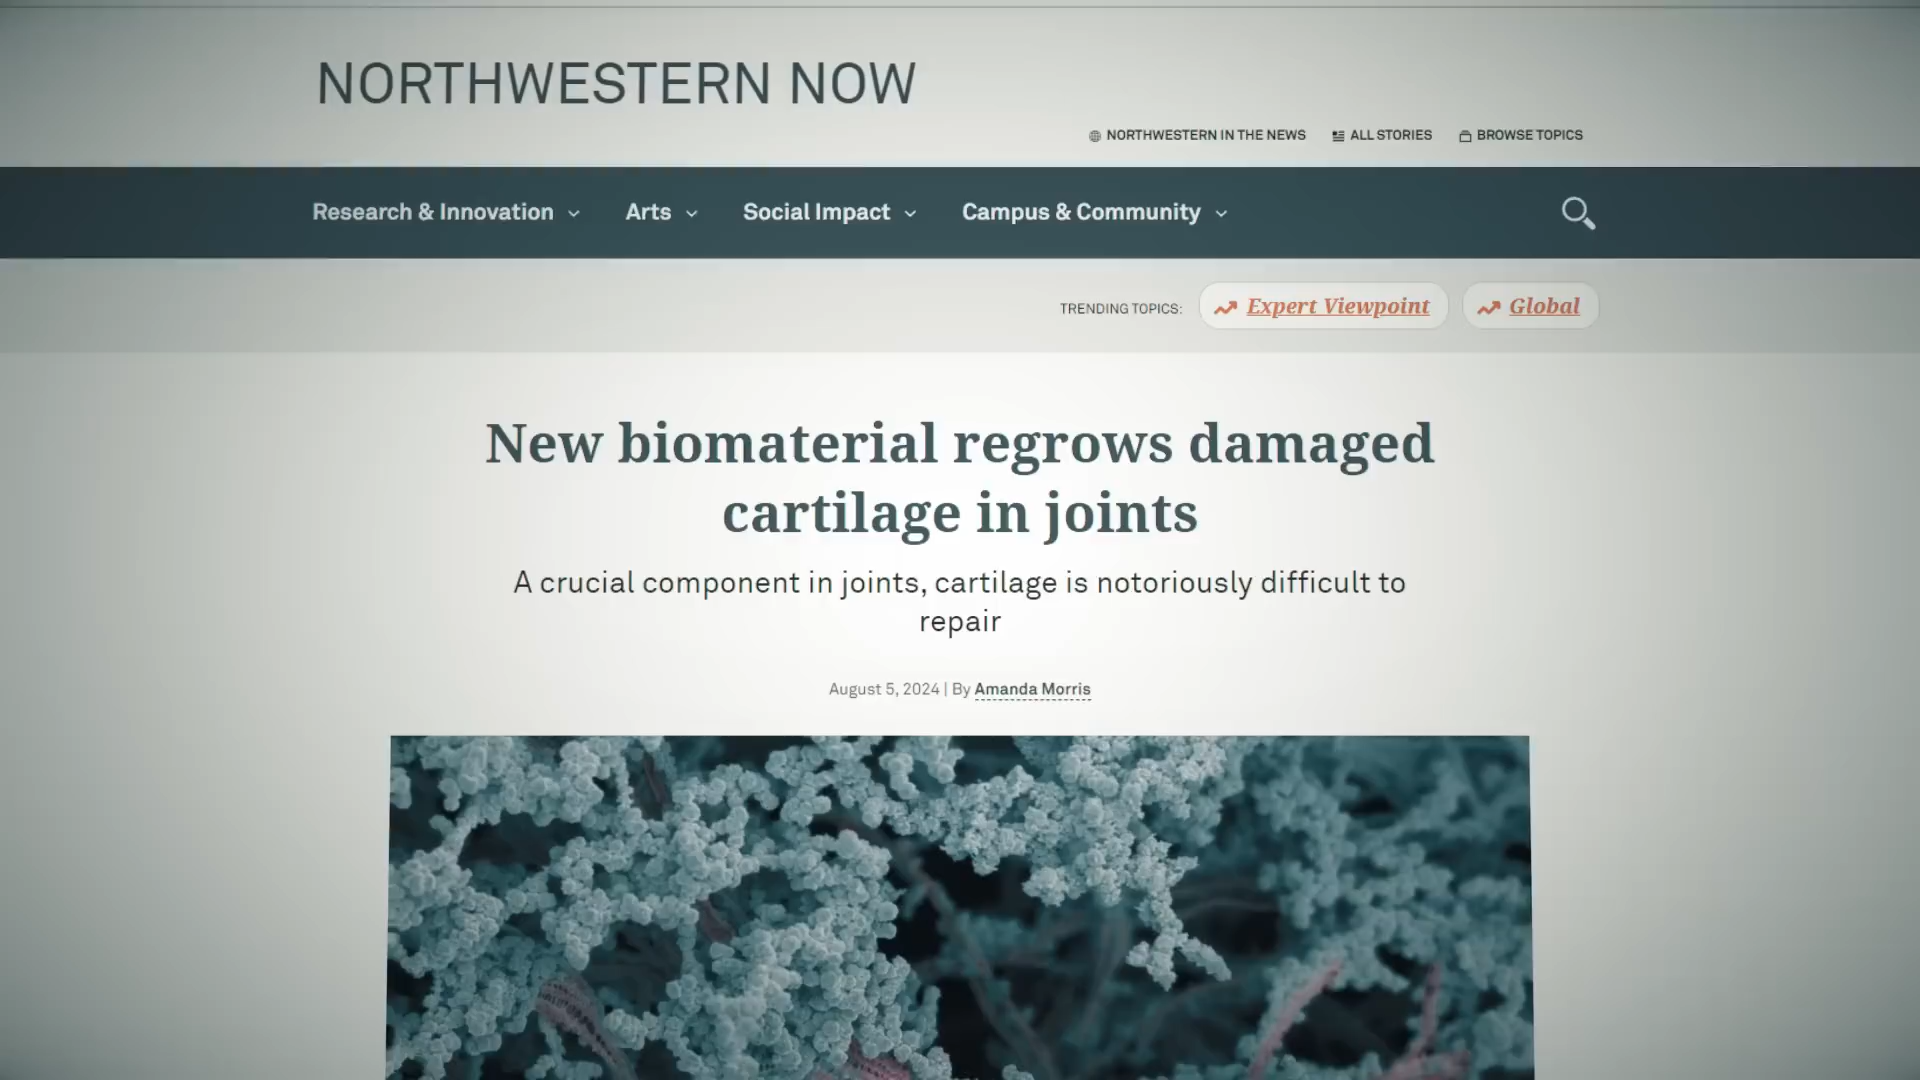 NORTHWESTERN NOW
NORTHWESTERN IN THE NEWS ALL STORIES BROWSE TOPICS
Research & Innovation Arts Social Impact Campus & Community
TRENDING TOPICS: Expert Viewpoint Global
New biomaterial regrows damaged
cartilage in joints
A crucial component in joints, cartilage is notoriously difficult to
repair
August 5, 2024 | By Amanda Morris